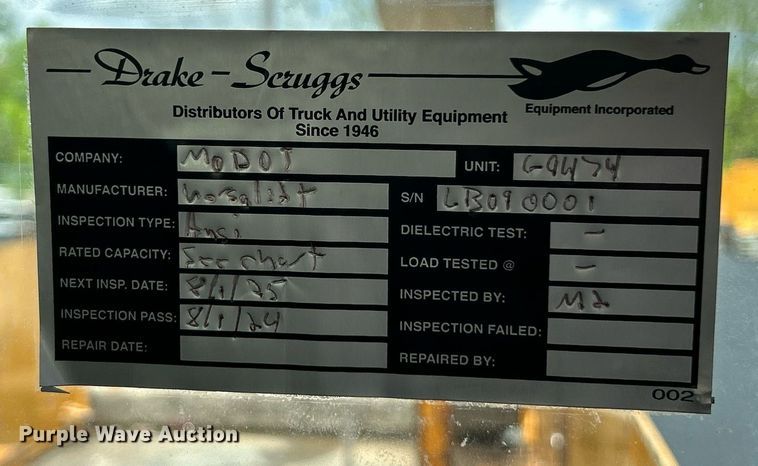 Drake-Scruggs
Equipment Incorporated
Distributors Of Truck And Utility Equipment
Since 1946
COMPANY: MODOT UNIT:
MANUFACTURER: S/N LB090001
INSPECTION TYPE: Ansi DIELECTRIC TEST: -
RATED CAPACITY: See chart LOAD TESTED @ -
NEXT INSP. DATE: 8/1/25 INSPECTED BY:
INSPECTION PASS: 8/1/24 INSPECTION FAILED:
REPAIR DATE: REPAIRED BY:
002
Purple Wave Auction